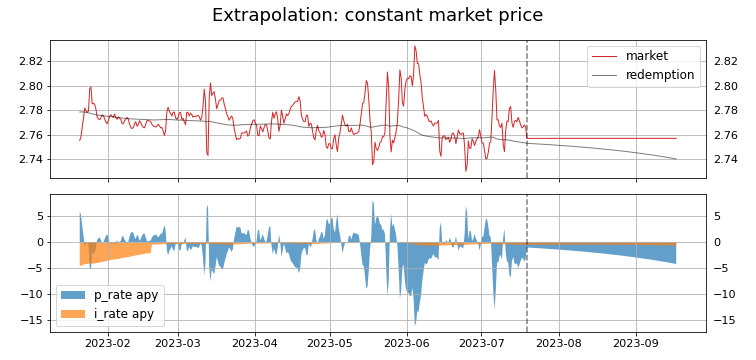 Extrapolation: constant market price
2.82 2.82
2.80 2.80
2.78 2.78
2.76 2.76
2.74 2.74
market
redemption
5 5
0 0
−5 −5
−10 −10
−15 −15
p_rate apy
i_rate apy
2023-02 2023-03 2023-04 2023-05 2023-06 2023-07 2023-08 2023-09